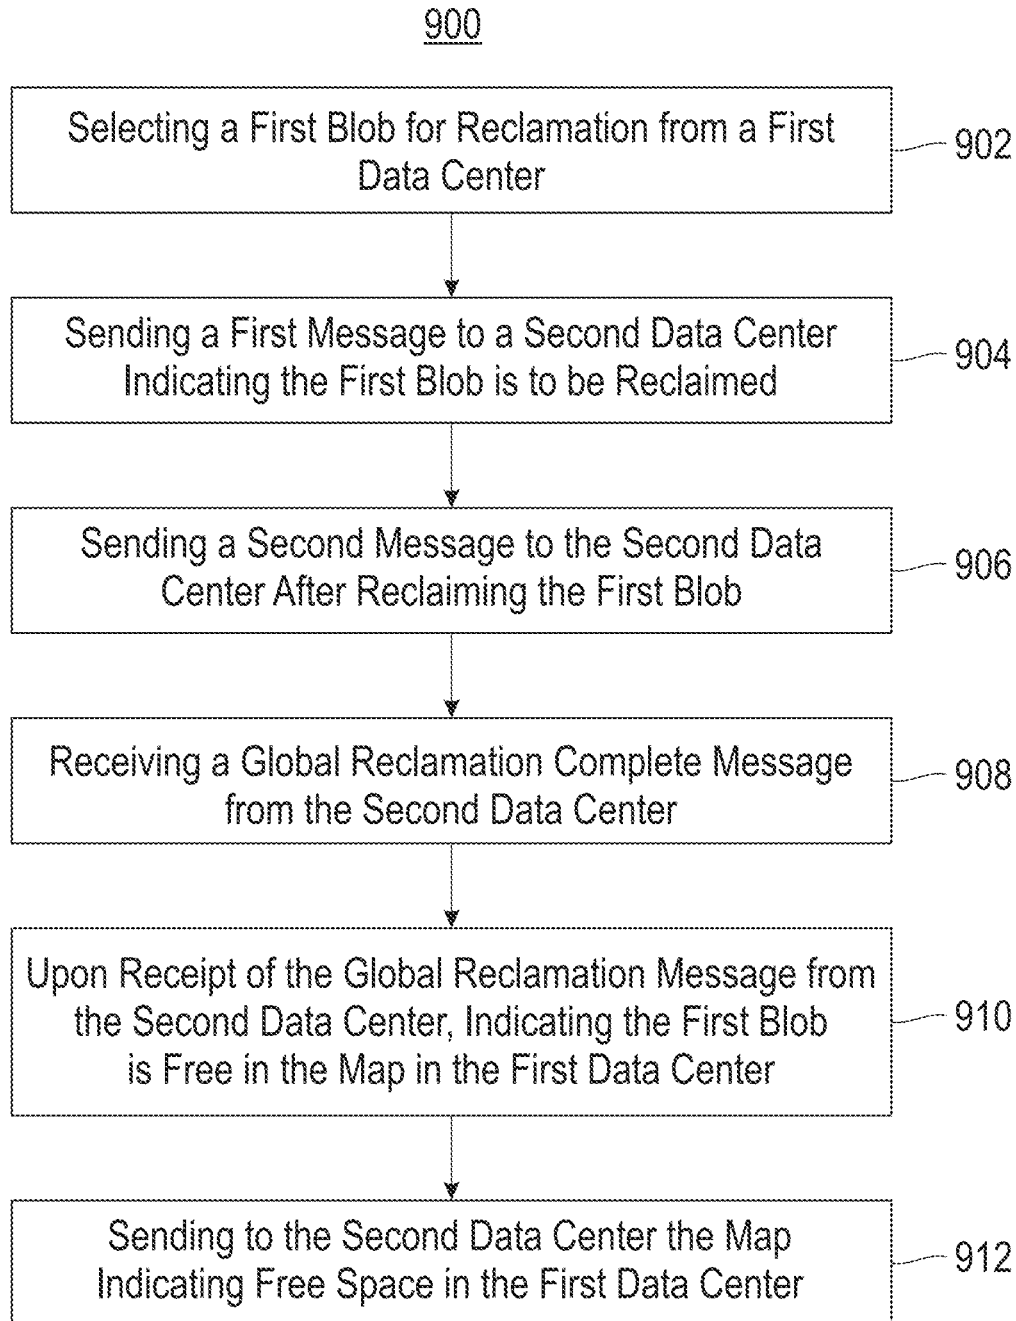 900
Selecting a First Blob for Reclamation from a First
Data Center
902
Sending a First Message to a Second Data Center
Indicating the First Blob is to be Reclaimed
904
Sending a Second Message to the Second Data
Center After Reclaiming the First Blob
906
Receiving a Global Reclamation Complete Message
from the Second Data Center
908
Upon Receipt of the Global Reclamation Message from
the Second Data Center, Indicating the First Blob
is Free in the Map in the First Data Center
910
Sending to the Second Data Center the Map
Indicating Free Space in the First Data Center
912